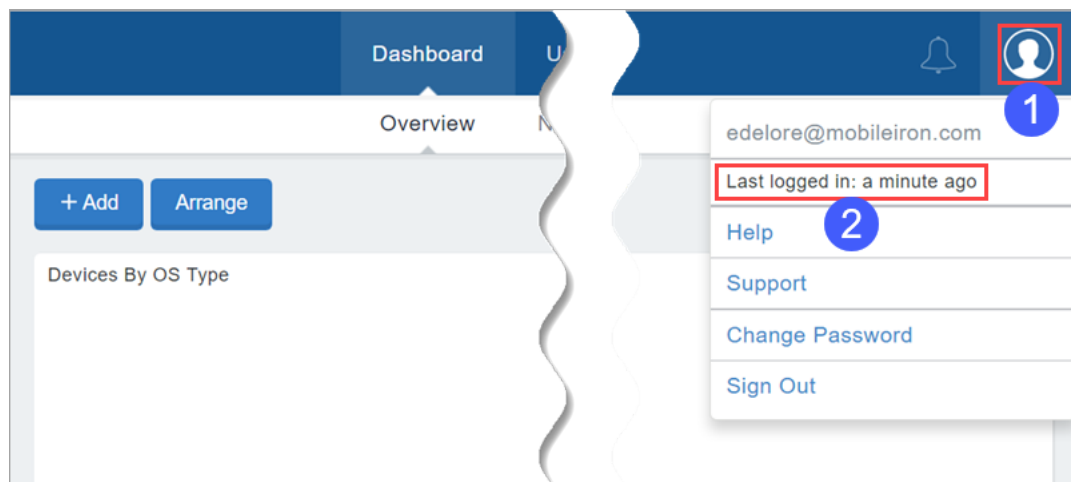 Dashboard
U
Overview
N
1
edelore@mobileiron.com
Last logged in: a minute ago
2
+ Add
Arrange
Help
Devices By OS Type
Support
Change Password
Sign Out